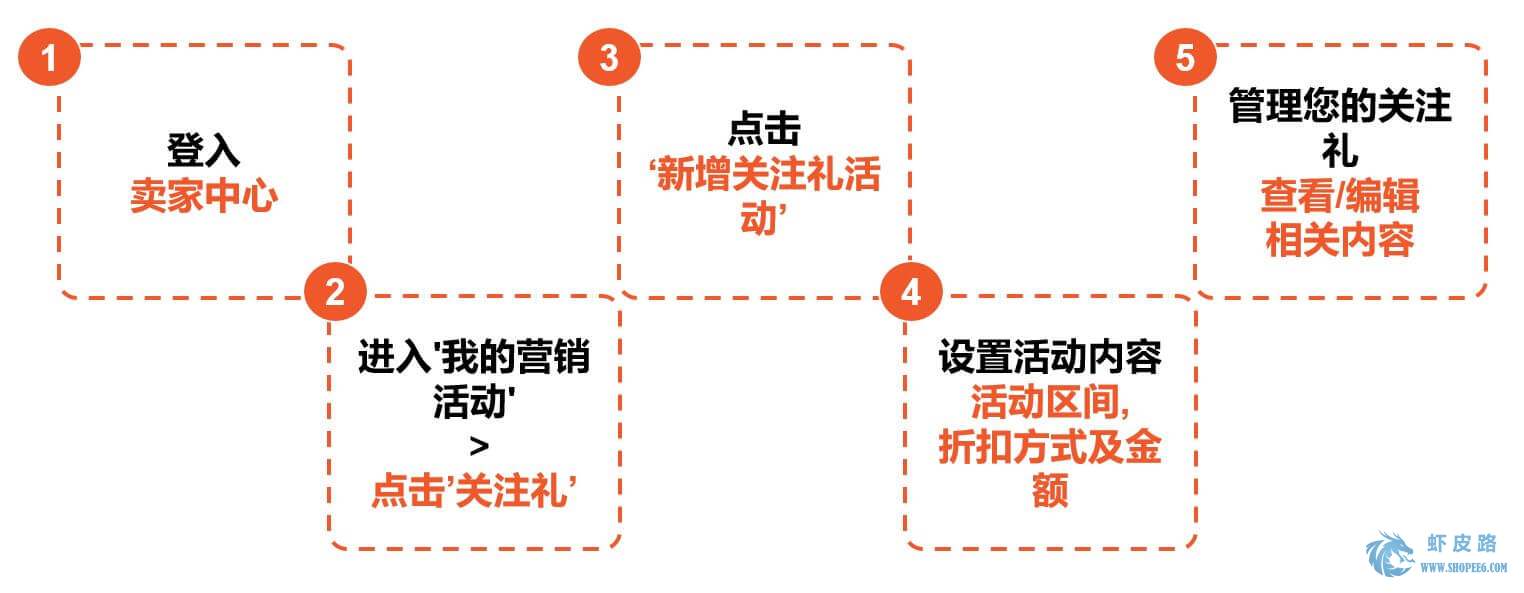 1
登入
卖家中心
2
进入'我的营销
活动'
>
点击’关注礼’
3
点击
‘新增关注礼活
动’
4
设置活动内容
活动区间,
折扣方式及金
额
5
管理您的关注
礼
查看/编辑
相关内容
虾皮路
WWW.SHOPEE6.COM